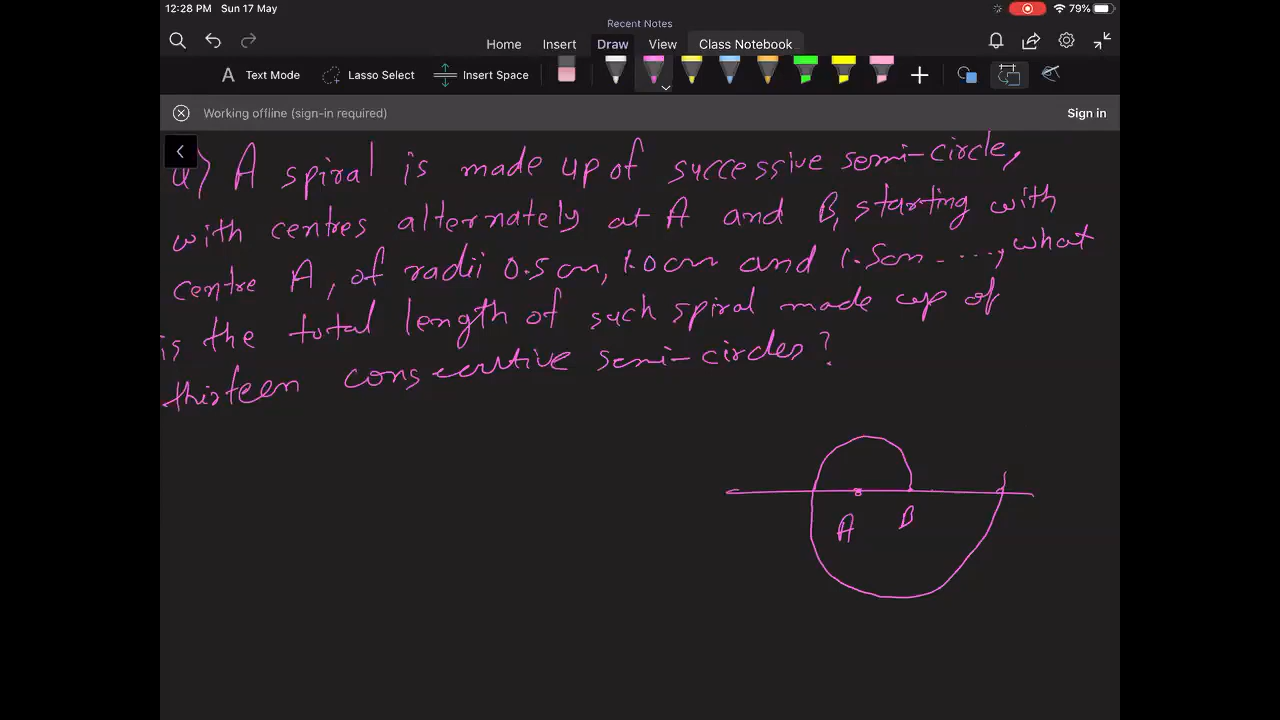 12:28 PM Sun 17 May
79%
Recent Notes
Home Insert Draw View Class Notebook
A Text Mode Lasso Select Insert Space
Working offline (sign-in required) Sign in
A spiral is made up of successive semi-circle,
with centres alternately at A and B, starting with
centre A, of radii 0.5cm, 1.0cm and 1.5cm ...., what
is the total length of such spiral made up of
thirteen consecutive semi-circles?
A B